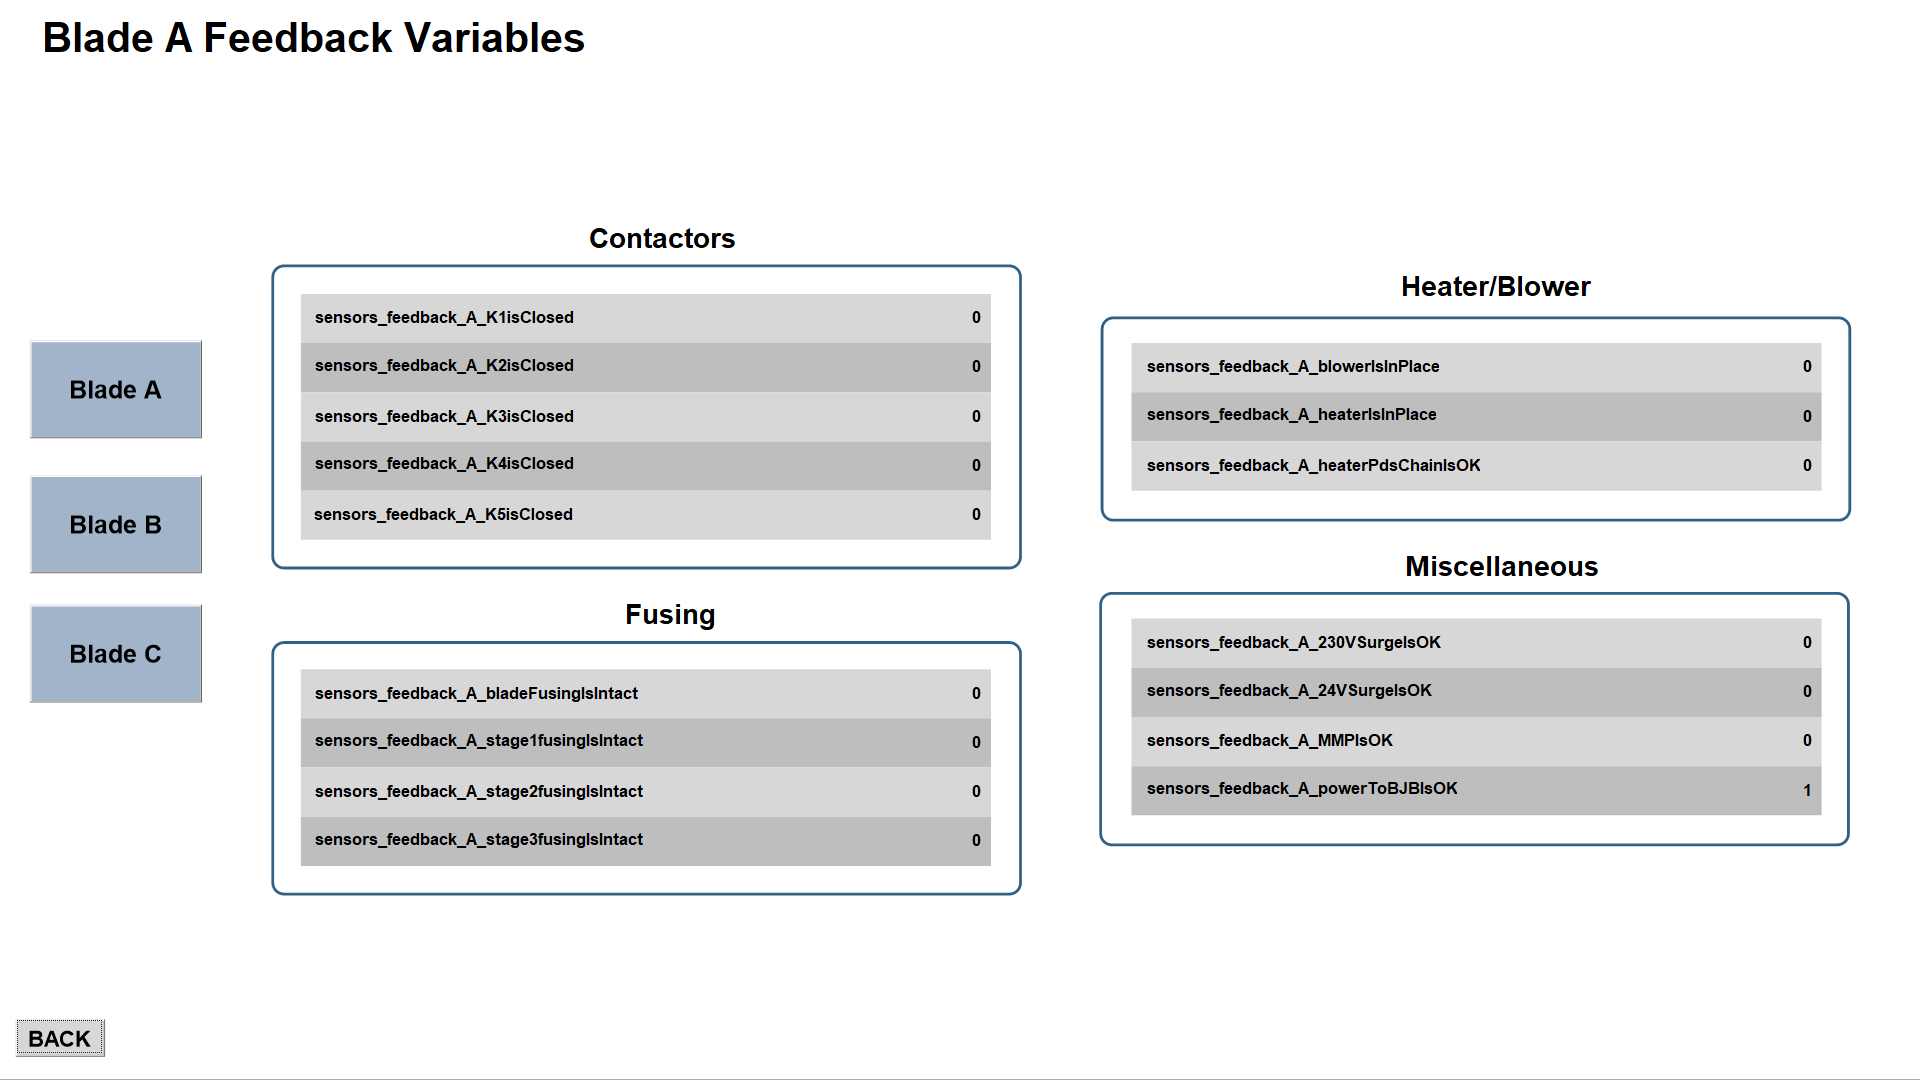 Blade A Feedback Variables
Blade A
Blade B
Blade C
Contactors
sensors_feedback_A_K1isClosed 0
sensors_feedback_A_K2isClosed 0
sensors_feedback_A_K3isClosed 0
sensors_feedback_A_K4isClosed 0
sensors_feedback_A_K5isClosed 0
Fusing
sensors_feedback_A_bladeFusingIsIntact 0
sensors_feedback_A_stage1fusingIsIntact 0
sensors_feedback_A_stage2fusingIsIntact 0
sensors_feedback_A_stage3fusingIsIntact 0
Heater/Blower
sensors_feedback_A_blowerIsInPlace 0
sensors_feedback_A_heaterIsInPlace 0
sensors_feedback_A_heaterPdsChainIsOK 0
Miscellaneous
sensors_feedback_A_230VSurgeIsOK 0
sensors_feedback_A_24VSurgeIsOK 0
sensors_feedback_A_MMPIsOK 0
sensors_feedback_A_powerToBJBIsOK 1
BACK